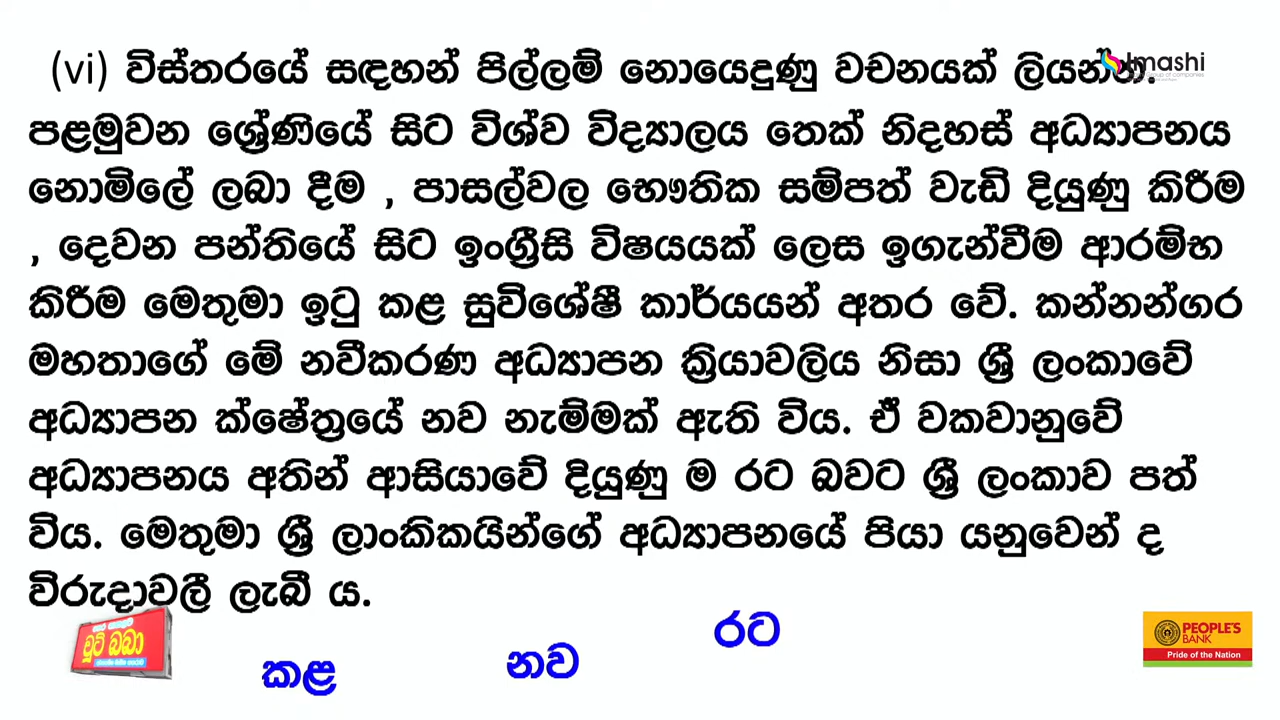 (vi) විස්තරයේ සඳහන් පිල්ලම් නොයෙදුණු වචනයක් ලියන්න.
Imashi
පළමුවන ශ්‍රේණියේ සිට විශ්ව විද්‍යාලය තෙක් නිදහස් අධ්‍යාපනය
නොමිලේ ලබා දීම , පාසල්වල භෞතික සම්පත් වැඩි දියුණු කිරීම
, දෙවන පන්තියේ සිට ඉංග්‍රීසි විෂයයක් ලෙස ඉගැන්වීම ආරම්භ
කිරීම මෙතුමා ඉටු කළ සුවිශේෂී කාර්යයන් අතර වේ. කන්නන්ගර
මහතාගේ මේ නවීකරණ අධ්‍යාපන ක්‍රියාවලිය නිසා ශ්‍රී ලංකාවේ
අධ්‍යාපන ක්ෂේත්‍රයේ නව නැම්මක් ඇති විය. ඒ වකවානුවේ
අධ්‍යාපනය අතින් ආසියාවේ දියුණු ම රට බවට ශ්‍රී ලංකාව පත්
විය. මෙතුමා ශ්‍රී ලාංකිකයින්ගේ අධ්‍යාපනයේ පියා යනුවෙන් ද
විරුදාවලී ලැබී ය.
චූටි බබා
කළ
නව
රට
PEOPLE'S
BANK
Pride of the Nation